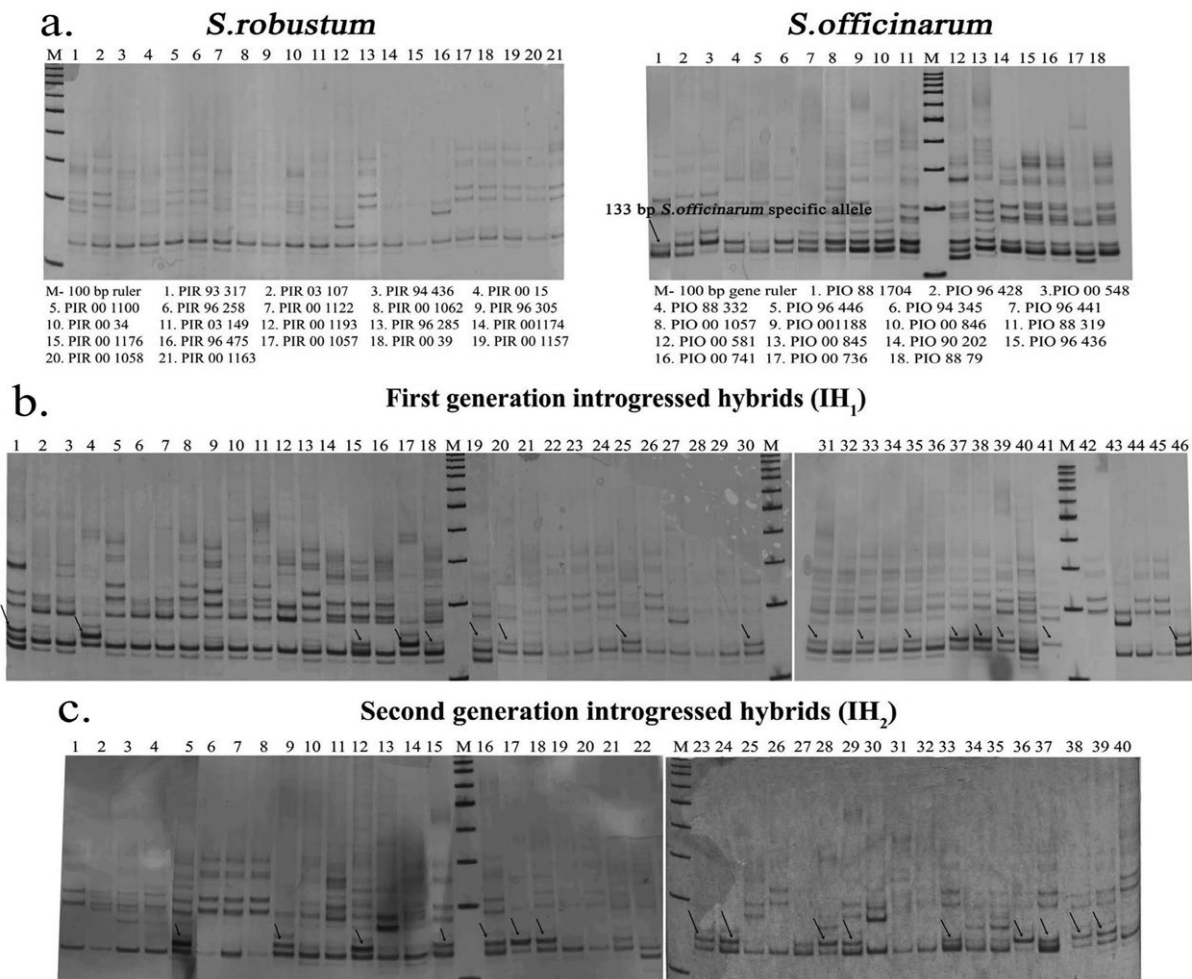 a.
S.robustum
S.officinarum
M 1 2 3 4 5 6 7 8 9 10 11 12 13 14 15 16 17 18 19 20 21
1 2 3 4 5 6 7 8 9 10 11 M 12 13 14 15 16 17 18
133 bp S.officinarum specific allele
M- 100 bp ruler 1. PIR 93 317 2. PIR 03 107 3. PIR 94 436 4. PIR 00 15
5. PIR 00 1100 6. PIR 96 258 7. PIR 00 1122 8. PIR 00 1062 9. PIR 96 305
10. PIR 00 34 11. PIR 03 149 12. PIR 00 1193 13. PIR 96 285 14. PIR 001174
15. PIR 00 1176 16. PIR 96 475 17. PIR 00 1057 18. PIR 00 39 19. PIR 00 1157
20. PIR 00 1058 21. PIR 00 1163
M- 100 bp gene ruler 1. PIO 88 1704 2. PIO 96 428 3.PIO 00 548
4. PIO 88 332 5. PIO 96 446 6. PIO 94 345 7. PIO 96 441
8. PIO 00 1057 9. PIO 001188 10. PIO 00 846 11. PIO 88 319
12. PIO 00 581 13. PIO 00 845 14. PIO 90 202 15. PIO 96 436
16. PIO 00 741 17. PIO 00 736 18. PIO 88 79
b.
First generation introgressed hybrids (IH1)
1 2 3 4 5 6 7 8 9 10 11 12 13 14 15 16 17 18 M 19 20 21 22 23 24 25 26 27 28 29 30 M 31 32 33 34 35 36 37 38 39 40 41 M 42 43 44 45 46
c.
Second generation introgressed hybrids (IH2)
1 2 3 4 5 6 7 8 9 10 11 12 13 14 15 M 16 17 18 19 20 21 22 M 23 24 25 26 27 28 29 30 31 32 33 34 35 36 37 38 39 40